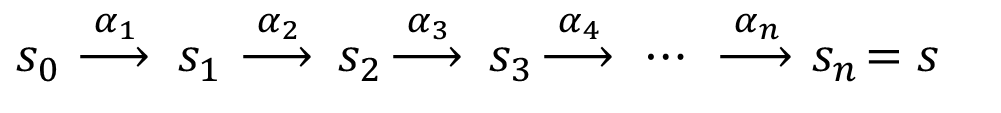 s₀ —α₁→ s₁ —α₂→ s₂ —α₃→ s₃ —α₄→ ⋯ —αₙ→ sₙ = s